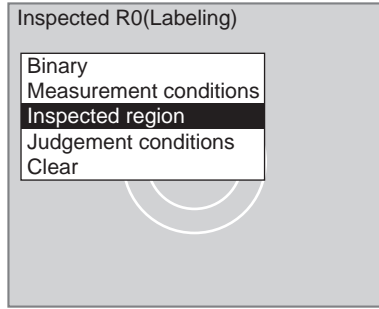 Inspected R0(Labeling)
Binary
Measurement conditions
Inspected region
Judgement conditions
Clear